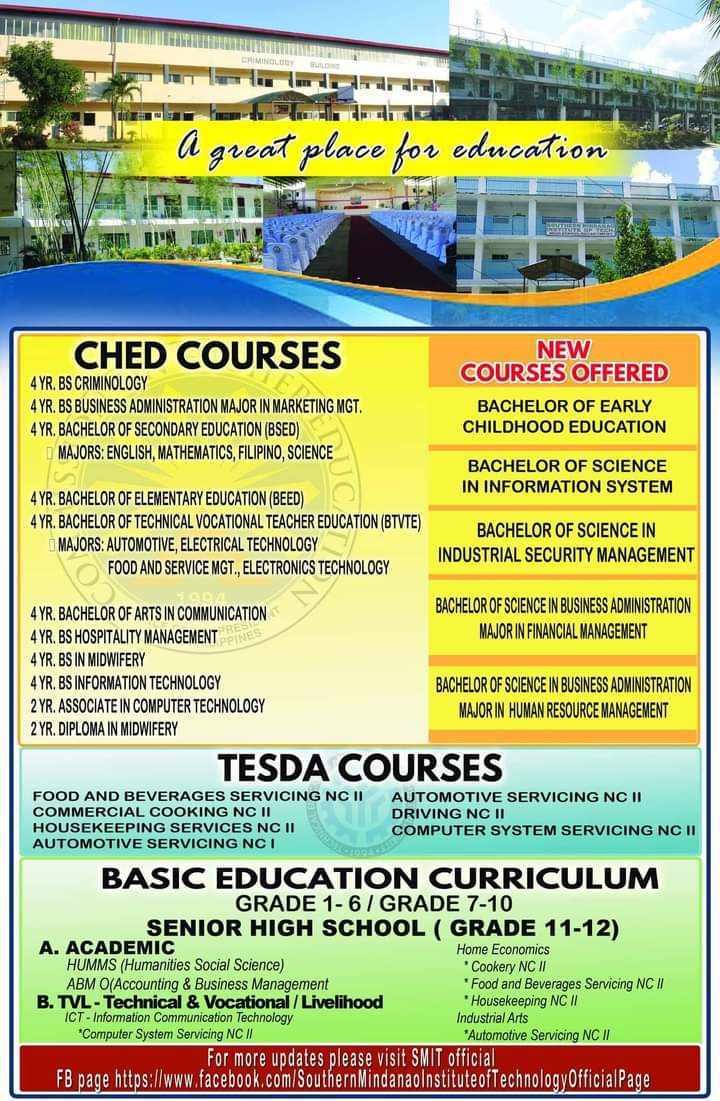 CRIMINOLOGY BUILDING
A great place for education
CHED COURSES
4 YR. BS CRIMINOLOGY
4 YR. BS BUSINESS ADMINISTRATION MAJOR IN MARKETING MGT.
4 YR. BACHELOR OF SECONDARY EDUCATION (BSED)
MAJORS: ENGLISH, MATHEMATICS, FILIPINO, SCIENCE
4 YR. BACHELOR OF ELEMENTARY EDUCATION (BEED)
4 YR. BACHELOR OF TECHNICAL VOCATIONAL TEACHER EDUCATION (BTVTE)
MAJORS: AUTOMOTIVE, ELECTRICAL TECHNOLOGY
FOOD AND SERVICE MGT., ELECTRONICS TECHNOLOGY
1994
4 YR. BACHELOR OF ARTS IN COMMUNICATION
4 YR. BS HOSPITALITY MANAGEMENT
4 YR. BS IN MIDWIFERY
4 YR. BS INFORMATION TECHNOLOGY
2 YR. ASSOCIATE IN COMPUTER TECHNOLOGY
2 YR. DIPLOMA IN MIDWIFERY
NEW
COURSES OFFERED
BACHELOR OF EARLY
CHILDHOOD EDUCATION
BACHELOR OF SCIENCE
IN INFORMATION SYSTEM
BACHELOR OF SCIENCE IN
INDUSTRIAL SECURITY MANAGEMENT
BACHELOR OF SCIENCE IN BUSINESS ADMINISTRATION
MAJOR IN FINANCIAL MANAGEMENT
BACHELOR OF SCIENCE IN BUSINESS ADMINISTRATION
MAJOR IN HUMAN RESOURCE MANAGEMENT
TESDA COURSES
FOOD AND BEVERAGES SERVICING NC II
COMMERCIAL COOKING NC II
HOUSEKEEPING SERVICES NC II
AUTOMOTIVE SERVICING NC I
AUTOMOTIVE SERVICING NC II
DRIVING NC II
COMPUTER SYSTEM SERVICING NC II
BASIC EDUCATION CURRICULUM
GRADE 1- 6 / GRADE 7-10
SENIOR HIGH SCHOOL ( GRADE 11-12)
A. ACADEMIC
HUMMS (Humanities Social Science)
ABM O(Accounting & Business Management
B. TVL - Technical & Vocational / Livelihood
ICT - Information Communication Technology
*Computer System Servicing NC II
Home Economics
* Cookery NC II
* Food and Beverages Servicing NC II
* Housekeeping NC II
Industrial Arts
*Automotive Servicing NC II
For more updates please visit SMIT official
FB page https://www.facebook.com/SouthernMindanaoInstituteofTechnologyOfficialPage